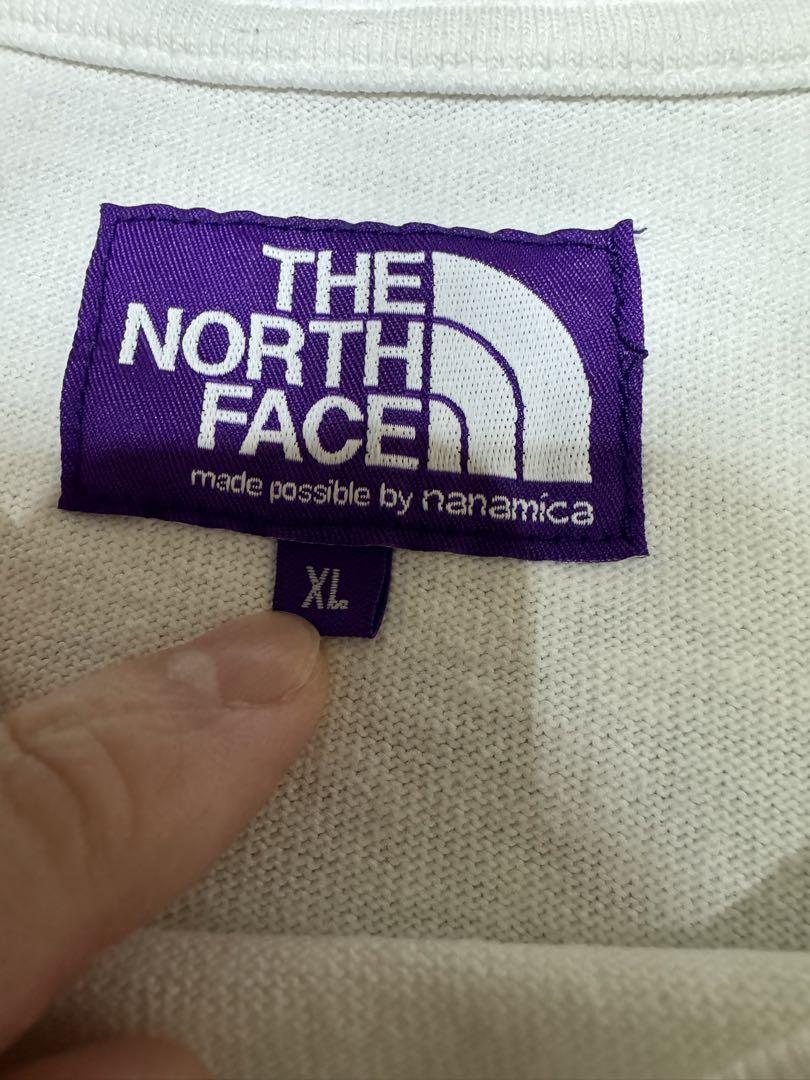 THE
NORTH
FACE
made possible by nanamica
XL